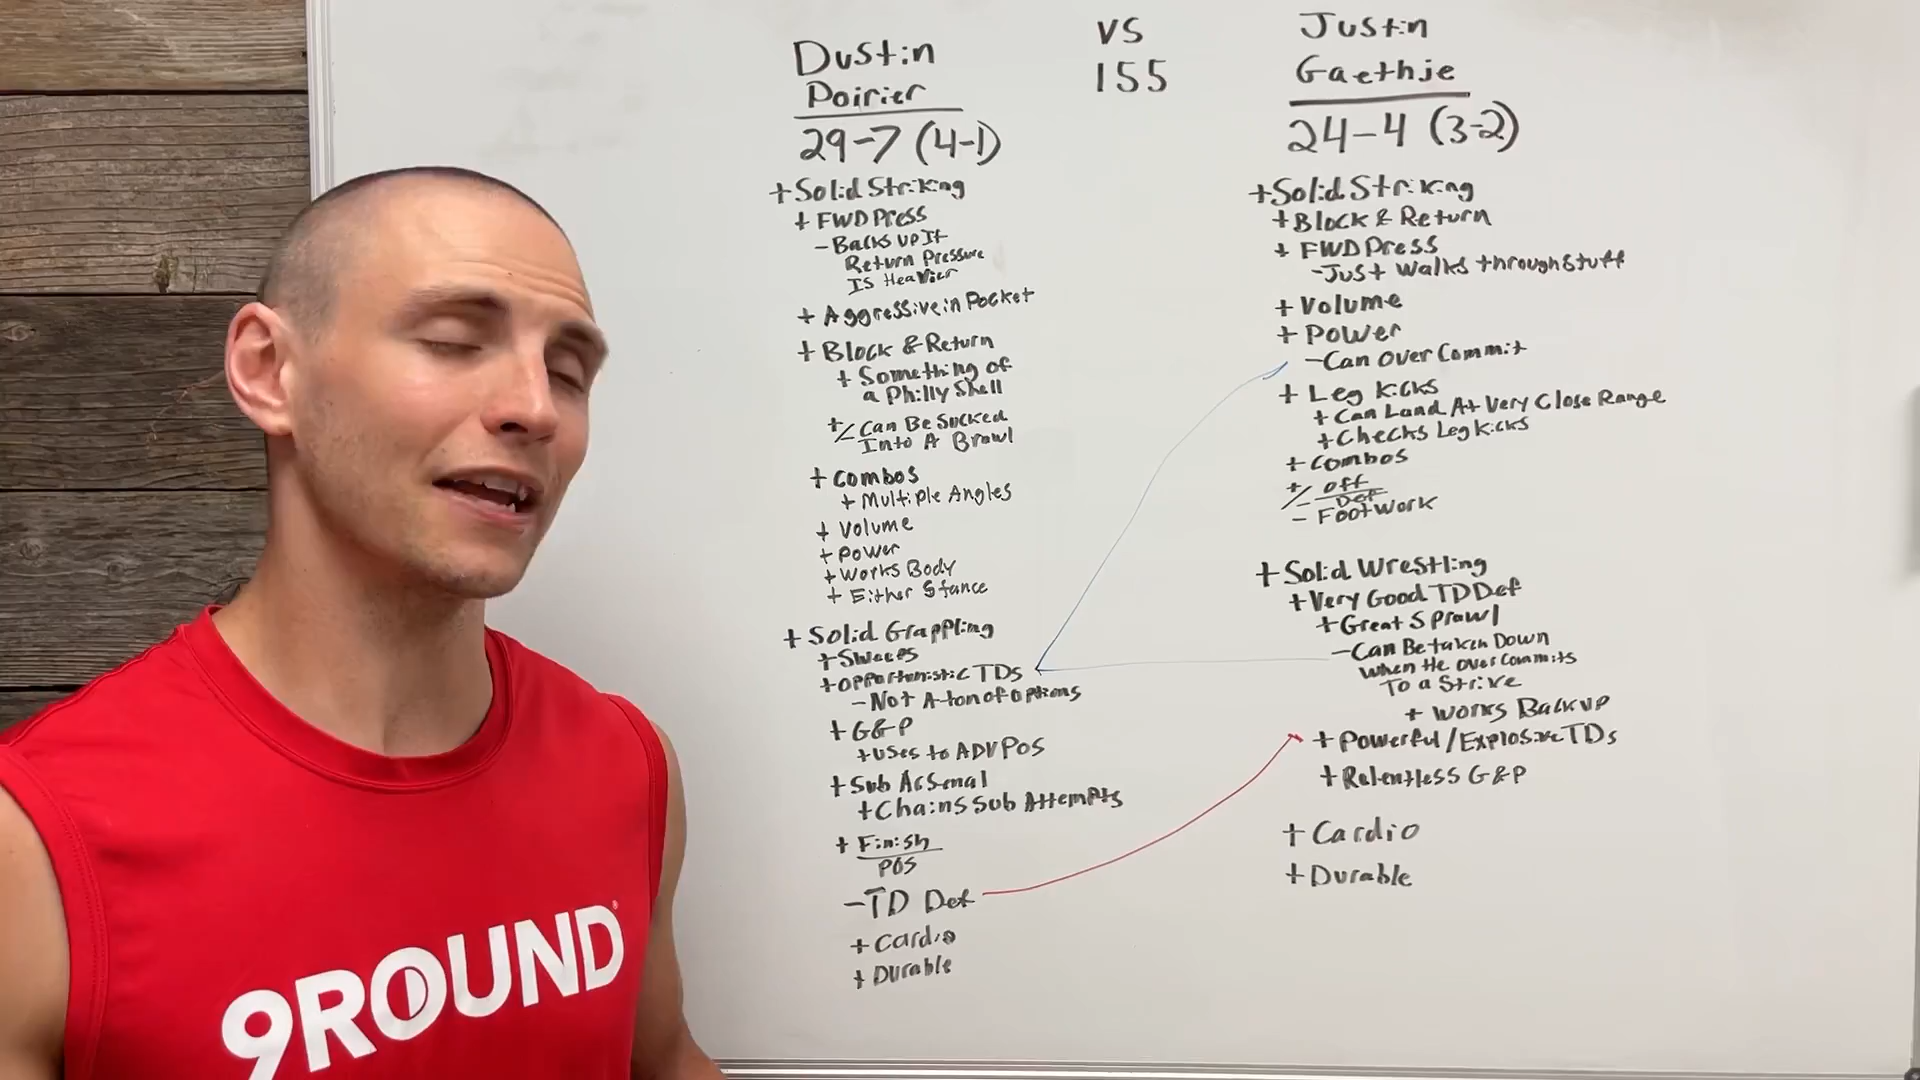 Dustin
Poirier
29-7 (4-1)
+ Solid Striking
+ FWD Press
- Backs up It
Return Pressure
Is Heavier
+ Aggressive in Pocket
+ Block & Return
+ Something of
a Philly Shell
+/- Can Be Sucked
Into A Brawl
+ Combos
+ Multiple Angles
+ Volume
+ Power
+ Works Body
+ Either Stance
+ Solid Grappling
+ Sweeps
+ Opportunistic TDs
- Not A ton of options
+ G&P
+ Uses to ADV POS
+ Sub Arsenal
+ Chains Sub Attempts
+ Finish
POS
- TD Def
+ Cardio
+ Durable
VS
155
Justin
Gaethje
24-4 (3-2)
+ Solid Striking
+ Block & Return
+ FWD Press
- Just Walks through Stuff
+ Volume
+ Power
- Can Over Commit
+ Leg Kicks
+ Can Land At Very Close Range
+ Checks Leg Kicks
+ Combos
+/- Off
Def
- Footwork
+ Solid Wrestling
+ Very Good TD Def
+ Great Sprawl
- Can Be taken Down
When He Over Commits
To a Strike
+ Works Back up
+ Powerful/Explosive TDs
+ Relentless G&P
+ Cardio
+ Durable
9ROUND®